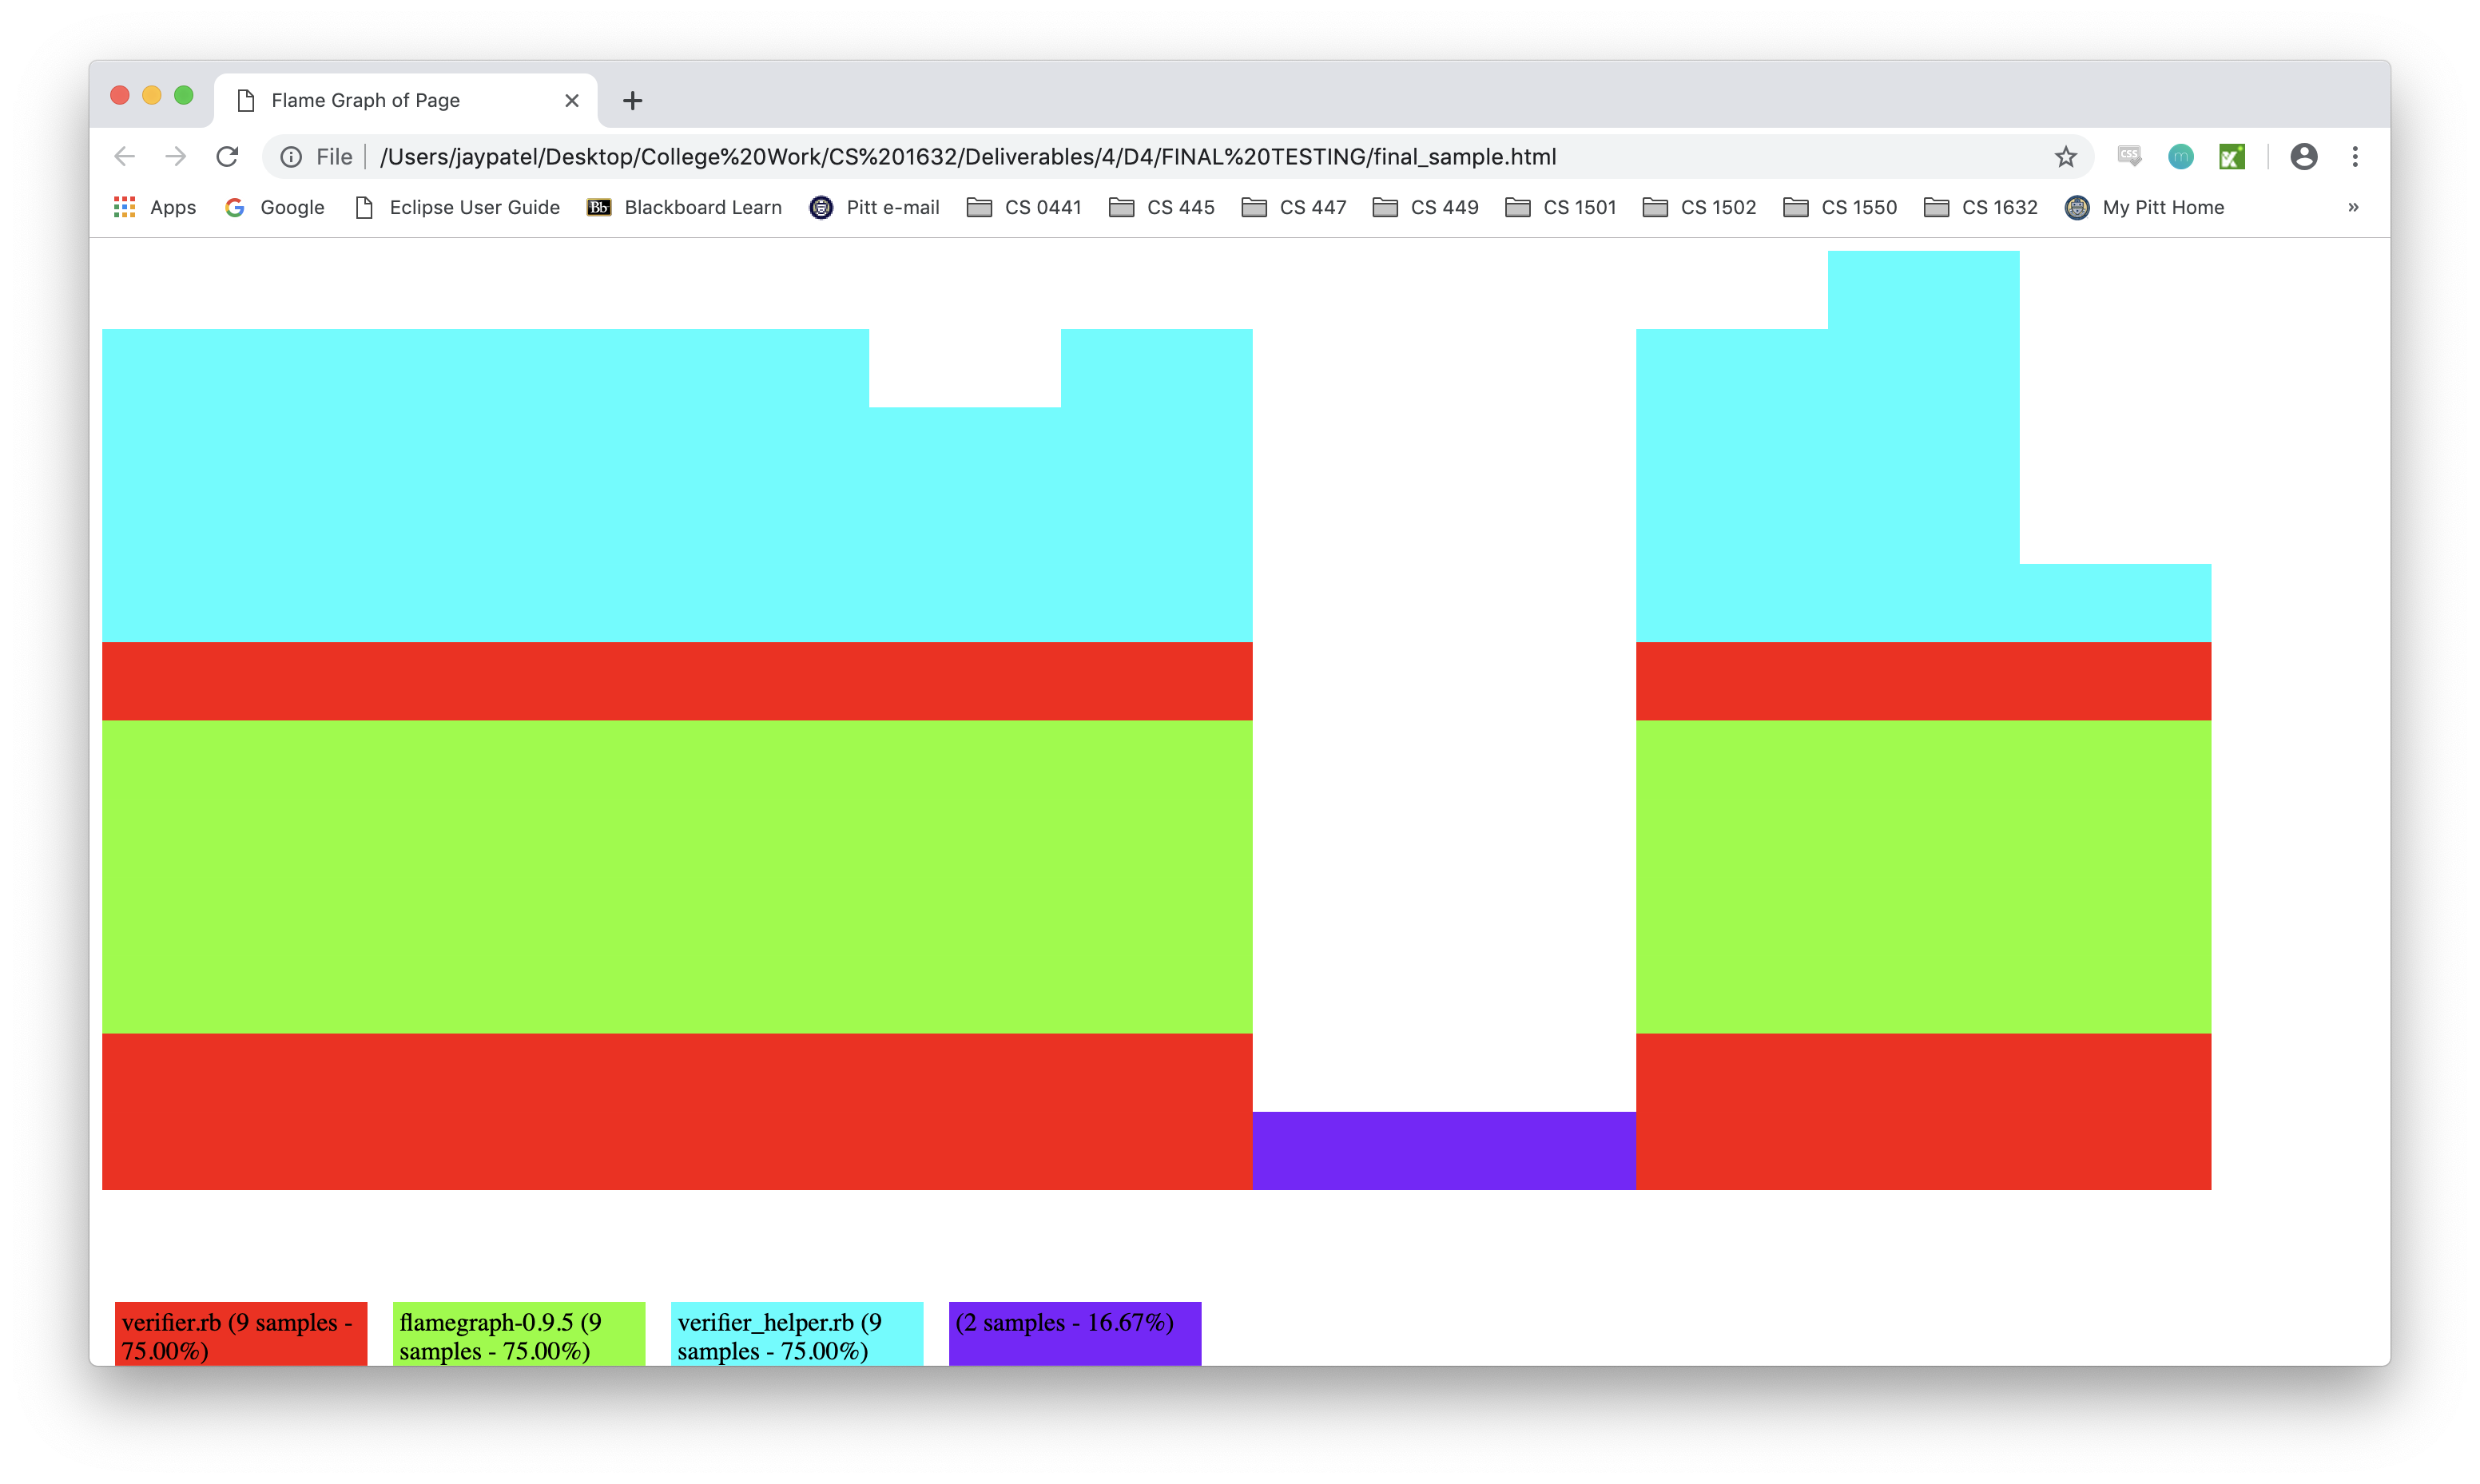 Flame Graph of Page
File /Users/jaypatel/Desktop/College%20Work/CS%201632/Deliverables/4/D4/FINAL%20TESTING/final_sample.html
CSS m
Apps Google Eclipse User Guide Bb Blackboard Learn Pitt e-mail CS 0441 CS 445 CS 447 CS 449 CS 1501 CS 1502 CS 1550 CS 1632 My Pitt Home »
verifier.rb (9 samples -
75.00%)
flamegraph-0.9.5 (9
samples - 75.00%)
verifier_helper.rb (9
samples - 75.00%)
(2 samples - 16.67%)